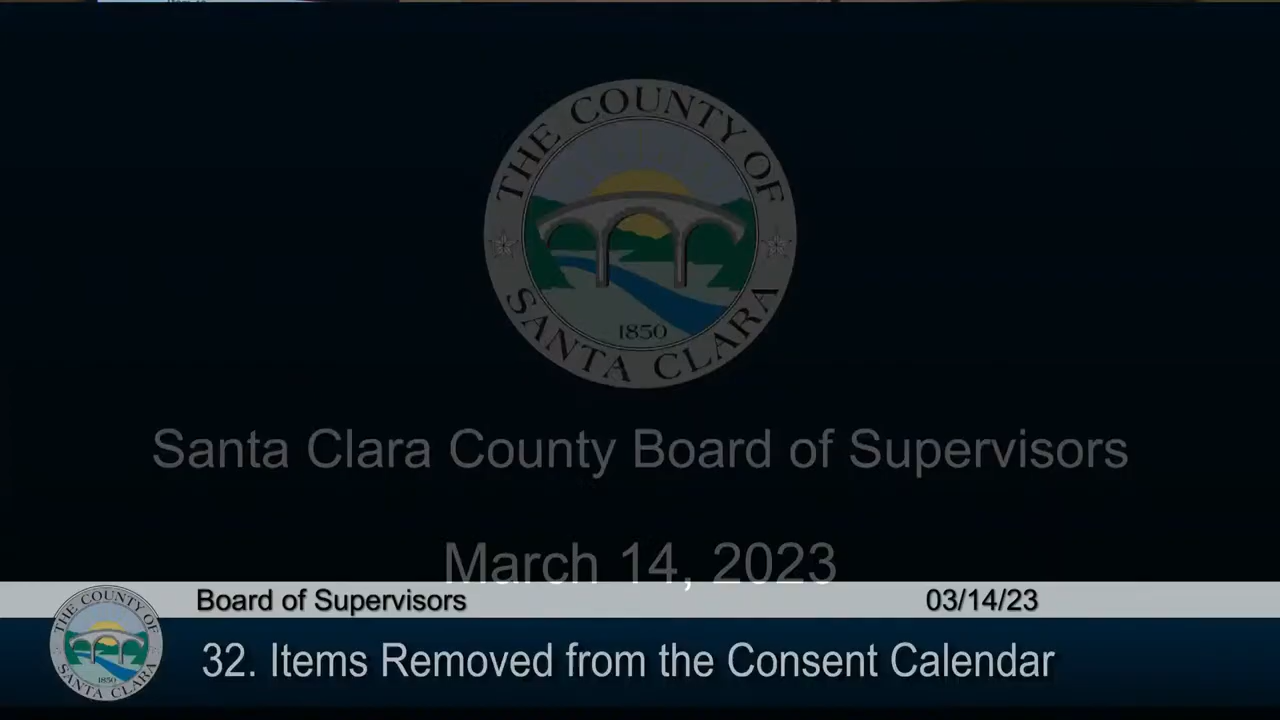 THE COUNTY OF
SANTA CLARA
1850
Santa Clara County Board of Supervisors
March 14, 2023
THE COUNTY OF
SANTA CLARA
1850
Board of Supervisors 03/14/23
32. Items Removed from the Consent Calendar